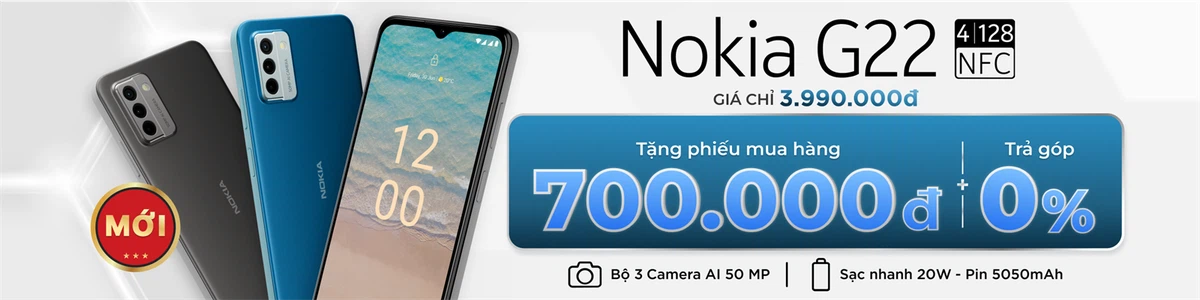 Nokia G22
4|128
NFC
GIÁ CHỈ 3.990.000đ
Tặng phiếu mua hàng
700.000đ
+
Trả góp
0%
Bộ 3 Camera AI 50 MP | Sạc nhanh 20W - Pin 5050mAh
MỚI
NOKIA
NOKIA
12
00